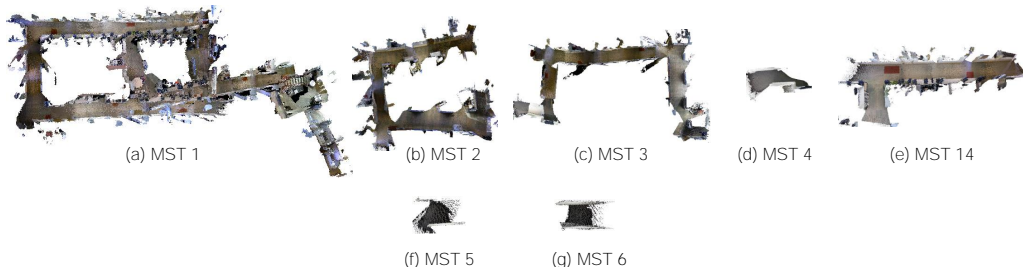 (a) MST 1
(b) MST 2
(c) MST 3
(d) MST 4
(e) MST 14
(f) MST 5
(g) MST 6